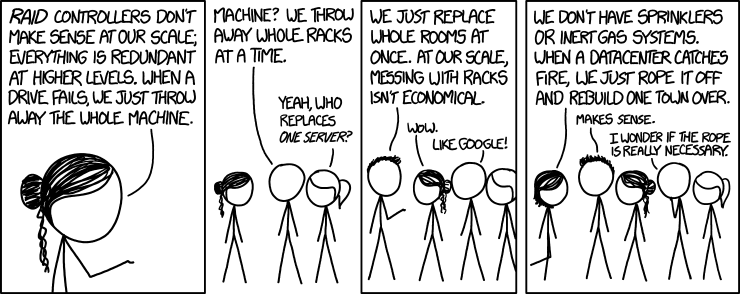 RAID CONTROLLERS DON'T
MAKE SENSE AT OUR SCALE;
EVERYTHING IS REDUNDANT
AT HIGHER LEVELS. WHEN A
DRIVE FAILS, WE JUST THROW
AWAY THE WHOLE MACHINE.
MACHINE? WE THROW
AWAY WHOLE RACKS
AT A TIME.
YEAH, WHO
REPLACES
ONE SERVER?
WE JUST REPLACE
WHOLE ROOMS AT
ONCE. AT OUR SCALE,
MESSING WITH RACKS
ISN'T ECONOMICAL.
WOW.
LIKE GOOGLE!
WE DON'T HAVE SPRINKLERS
OR INERT GAS SYSTEMS.
WHEN A DATACENTER CATCHES
FIRE, WE JUST ROPE IT OFF
AND REBUILD ONE TOWN OVER.
MAKES SENSE.
I WONDER IF THE ROPE
IS REALLY NECESSARY.